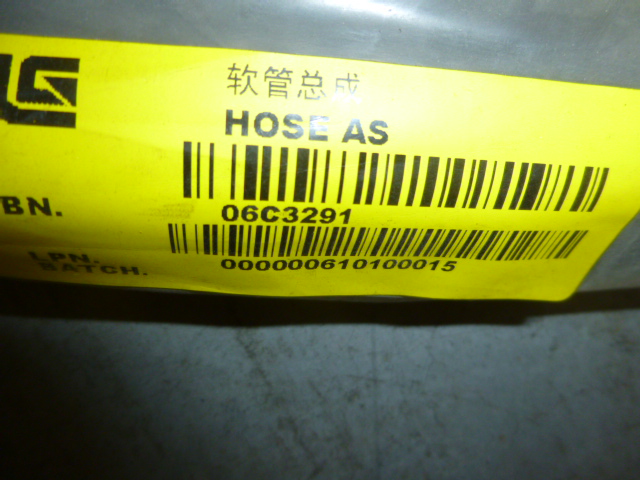 软管总成
HOSE AS
BN. 06C3291
LPN. 000000610100015
BATCH.